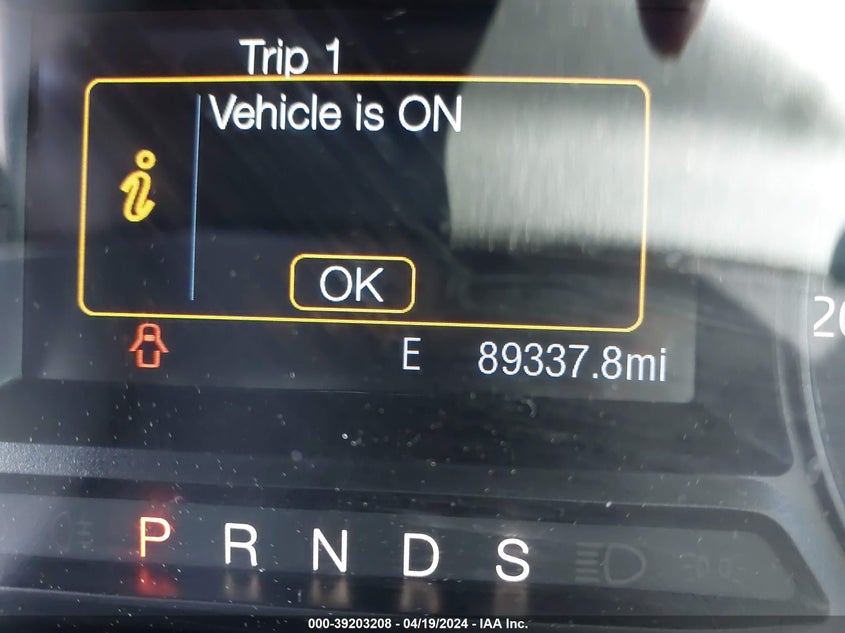 Trip 1
Vehicle is ON
OK
E 89337.8mi
P R N D S
000-39203208 - 04/19/2024 - IAA Inc.